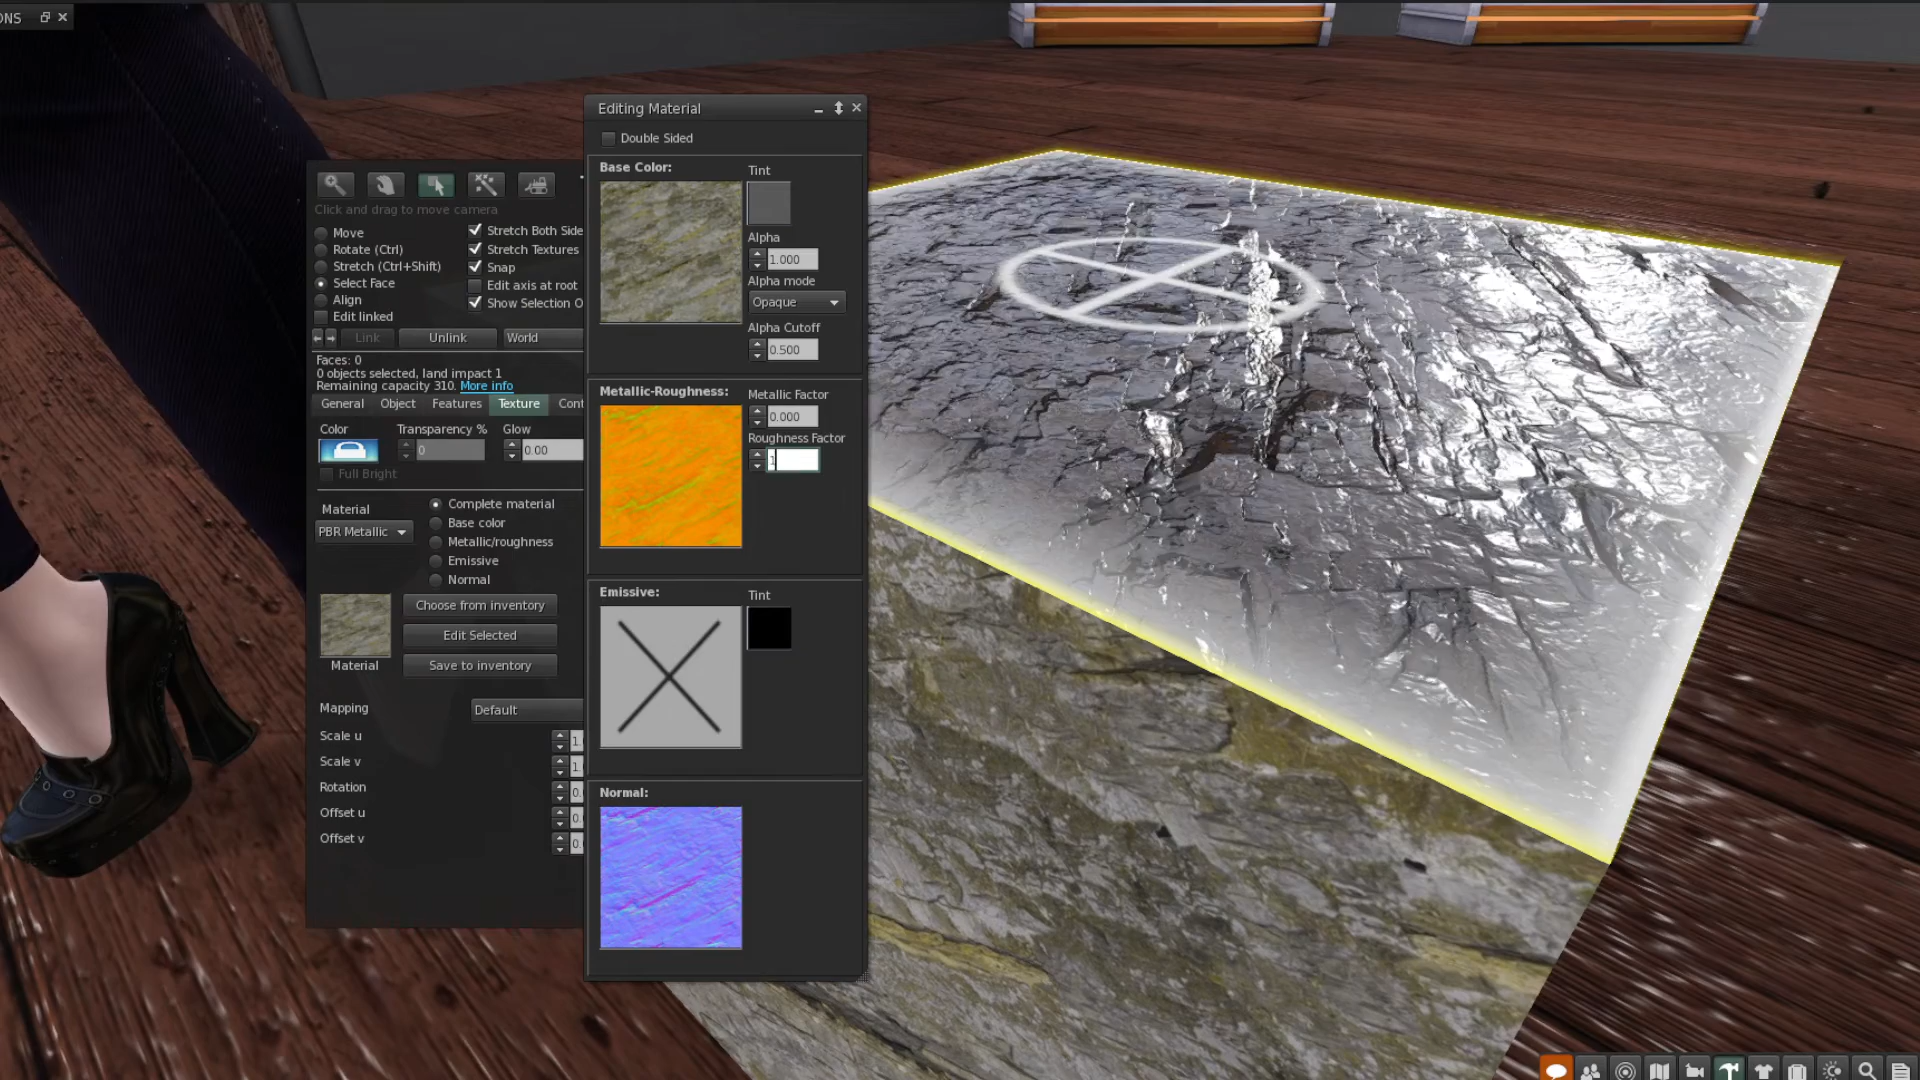 ONS
Editing Material
Double Sided
Base Color:
Tint
Alpha
1.000
Alpha mode
Opaque
Alpha Cutoff
0.500
Metallic-Roughness:
Metallic Factor
0.000
Roughness Factor
1
Emissive:
Tint
Normal:
Click and drag to move camera
Move
Rotate (Ctrl)
Stretch (Ctrl+Shift)
Select Face
Align
Edit linked
Stretch Both Side
Stretch Textures
Snap
Edit axis at root
Show Selection O
Link
Unlink
World
Faces: 0
0 objects selected, land impact 1
Remaining capacity 310. More info
General Object Features Texture Cont
Color
Transparency %
Glow
0
0.00
Full Bright
Material
PBR Metallic
Complete material
Base color
Metallic/roughness
Emissive
Normal
Choose from inventory
Edit Selected
Save to inventory
Material
Mapping
Default
Scale u
1.
Scale v
1.
Rotation
0.
Offset u
0.
Offset v
0.